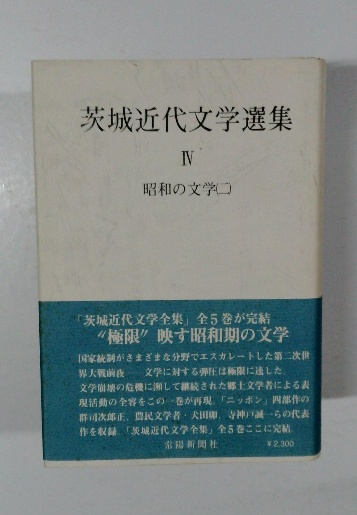 茨城近代文学選集
Ⅳ
昭和の文学㈡
「茨城近代文学全集」全5巻が完結
“極限”映す昭和期の文学
国家統制がさまざまな分野でエスカレートした第二次世
界大戦前夜――文学に対する弾圧は極限に達した。
文学崩壊の危機に瀕して継続された郷土文学者による表
現活動の全容をこの一巻が再現。「ニッポン」四部作の
群司次郎正、農民文学者・犬田卯、寺神戸誠一らの代表
作を収録。「茨城近代文学全集」全5巻ここに完結。
常陽新聞社
¥2,300